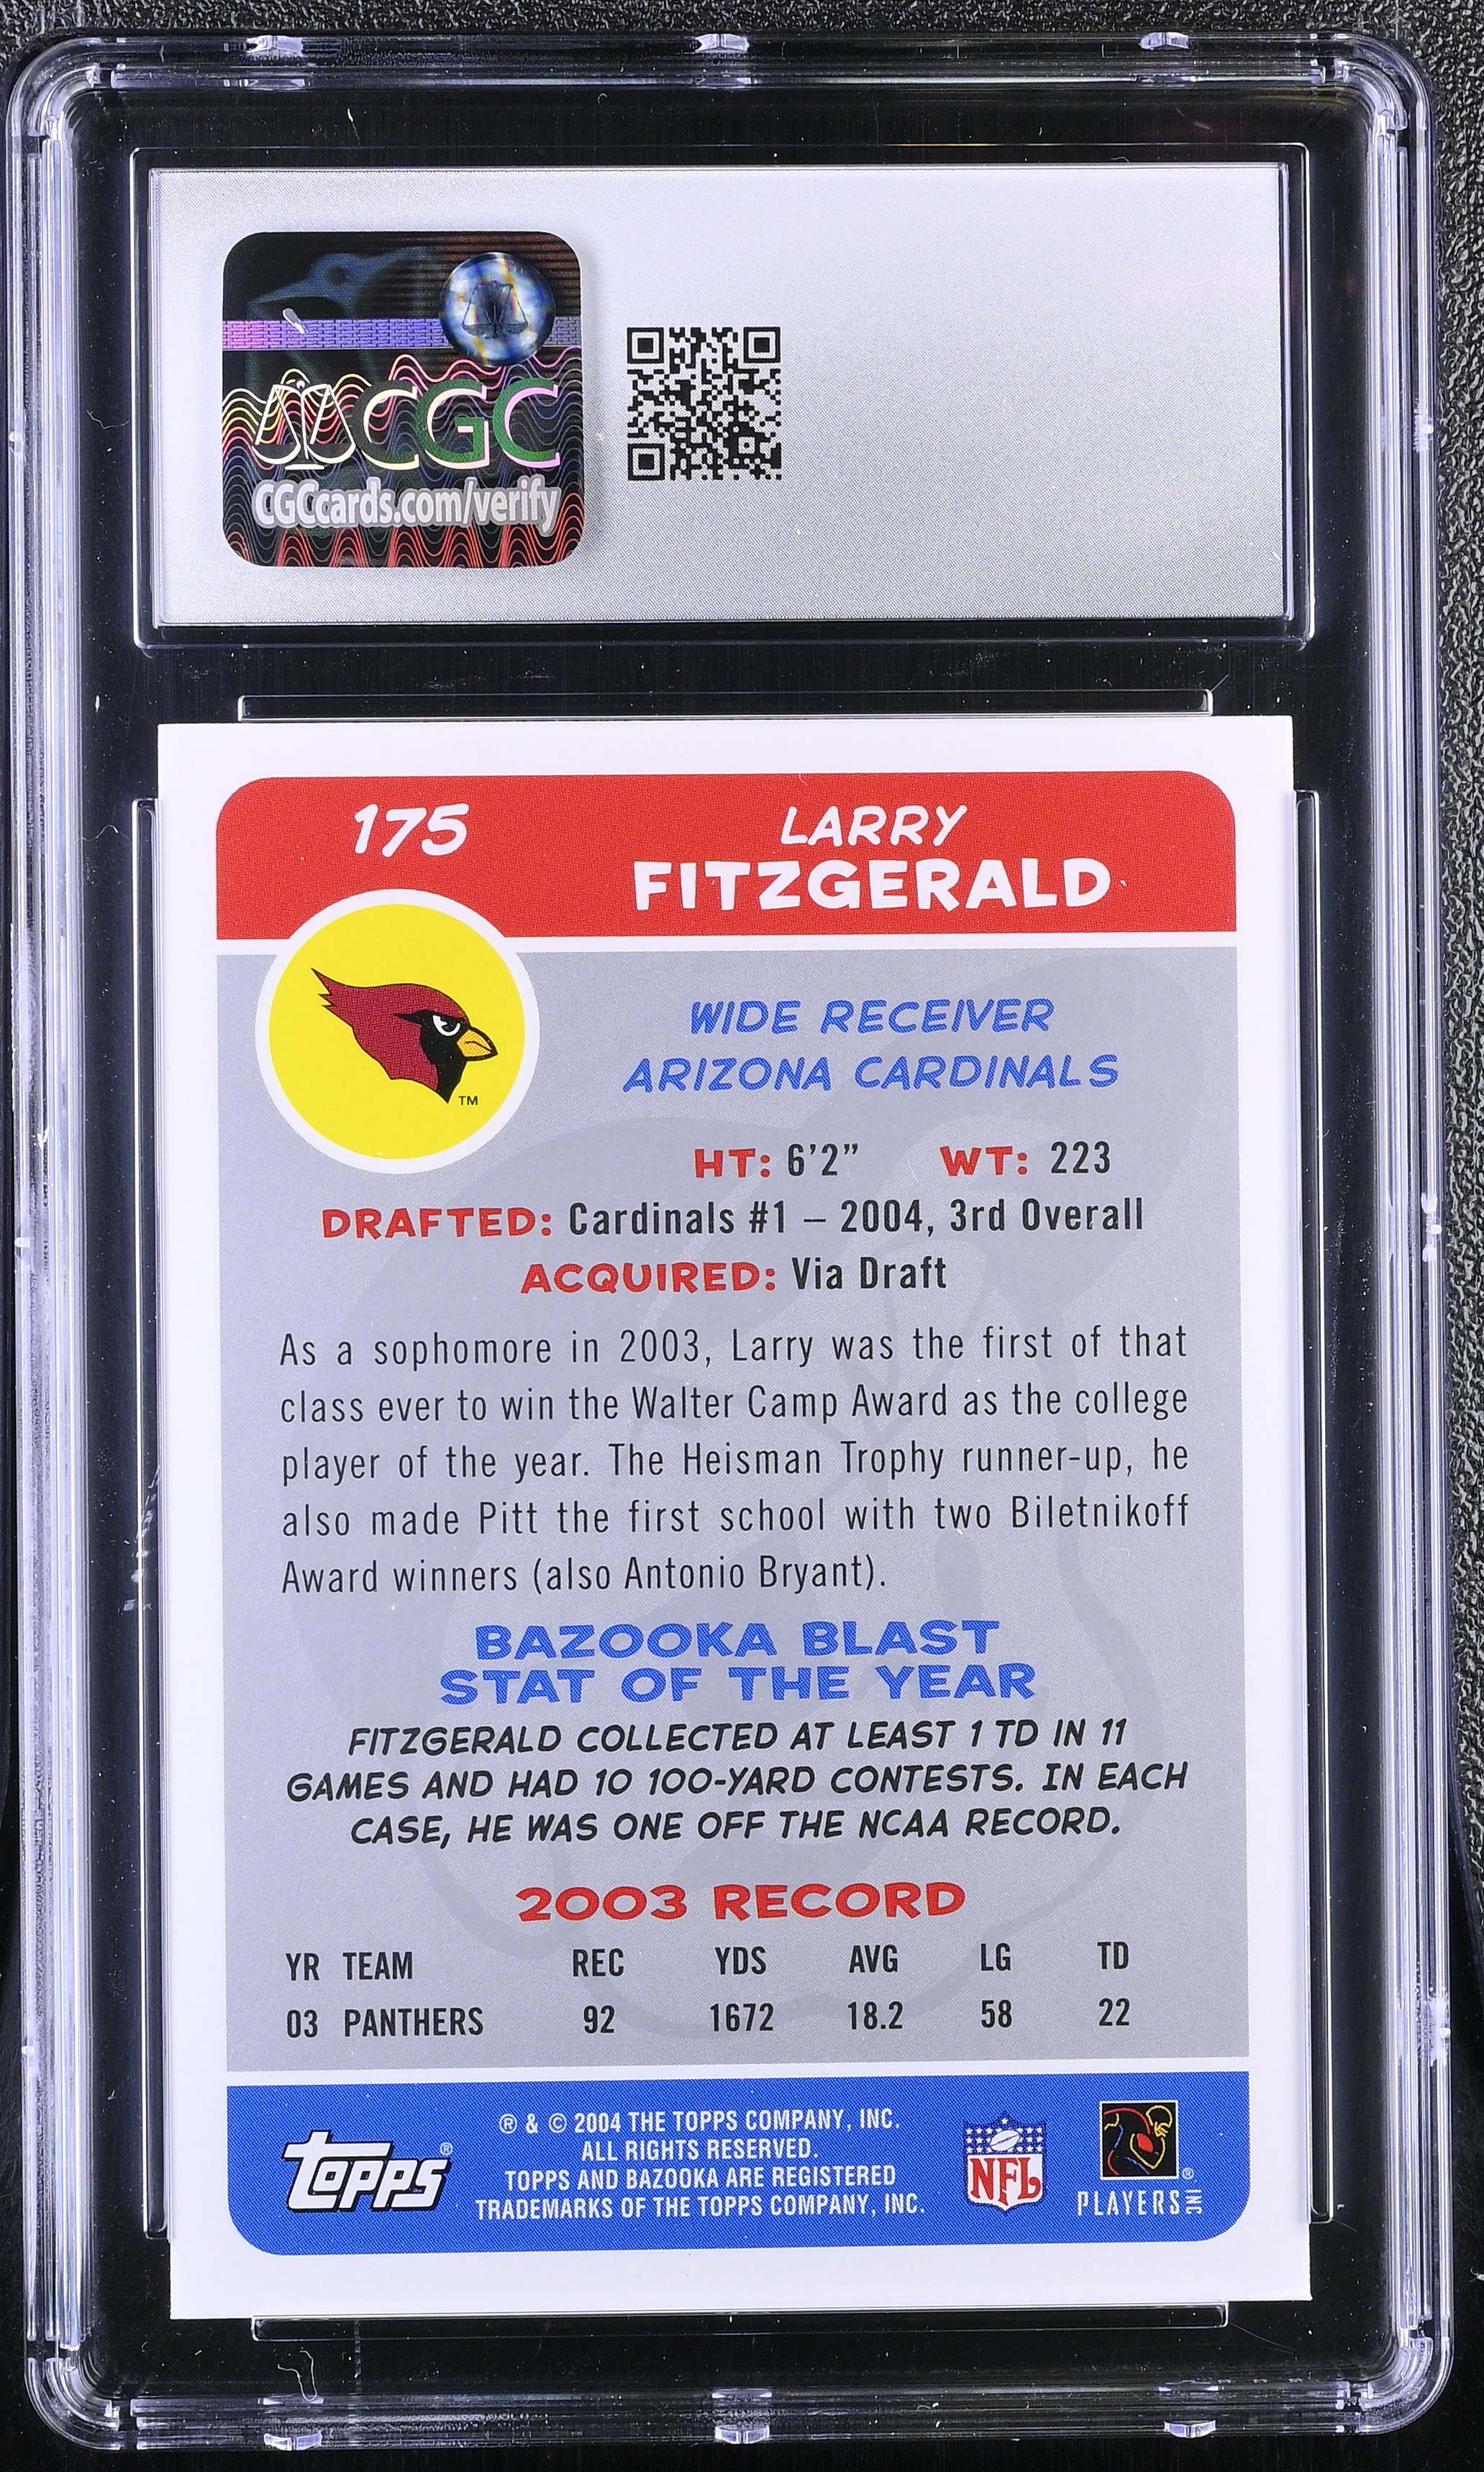 CGC
CGCcards.com/verify
175
LARRY
FITZGERALD
TM
WIDE RECEIVER
ARIZONA CARDINALS
HT: 6'2" WT: 223
DRAFTED: Cardinals #1 – 2004, 3rd Overall
ACQUIRED: Via Draft
As a sophomore in 2003, Larry was the first of that
class ever to win the Walter Camp Award as the college
player of the year. The Heisman Trophy runner-up, he
also made Pitt the first school with two Biletnikoff
Award winners (also Antonio Bryant).
BAZOOKA BLAST
STAT OF THE YEAR
FITZGERALD COLLECTED AT LEAST 1 TD IN 11
GAMES AND HAD 10 100-YARD CONTESTS. IN EACH
CASE, HE WAS ONE OFF THE NCAA RECORD.
2003 RECORD
YR TEAM REC YDS AVG LG TD
03 PANTHERS 92 1672 18.2 58 22
Topps ®
® & © 2004 THE TOPPS COMPANY, INC.
ALL RIGHTS RESERVED.
TOPPS AND BAZOOKA ARE REGISTERED
TRADEMARKS OF THE TOPPS COMPANY, INC.
NFL
®
PLAYERS INC